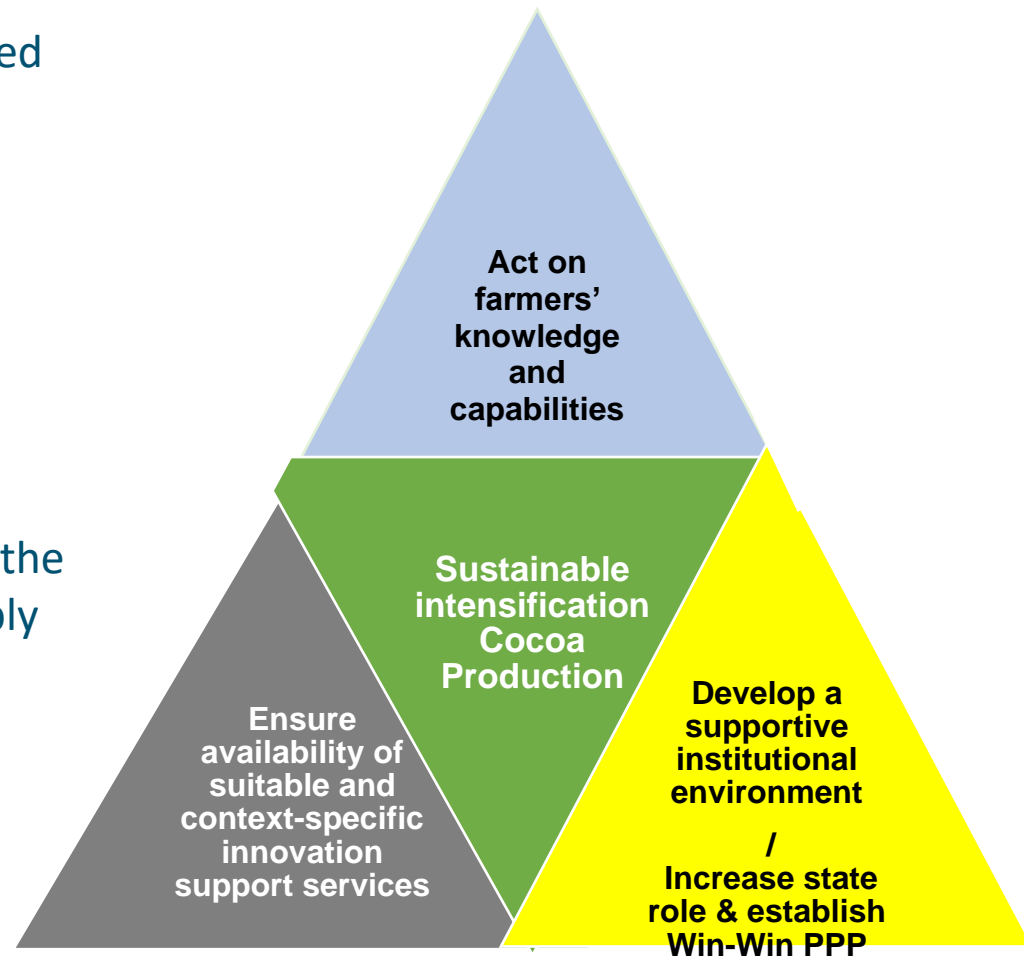 ed
Act on
farmers’
knowledge
and
capabilities
the
ply
Sustainable
intensification
Cocoa
Production
Ensure
availability of
suitable and
context-specific
innovation
support services
Develop a
supportive
institutional
environment
/
Increase state
role & establish
Win-Win PPP